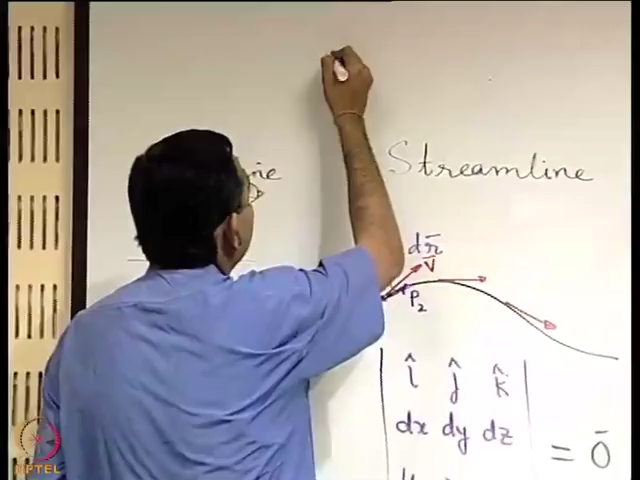 Streamline
dr̄
V̄
P₂
î ĵ k̂
dx dy dz
= 0̄
NPTEL